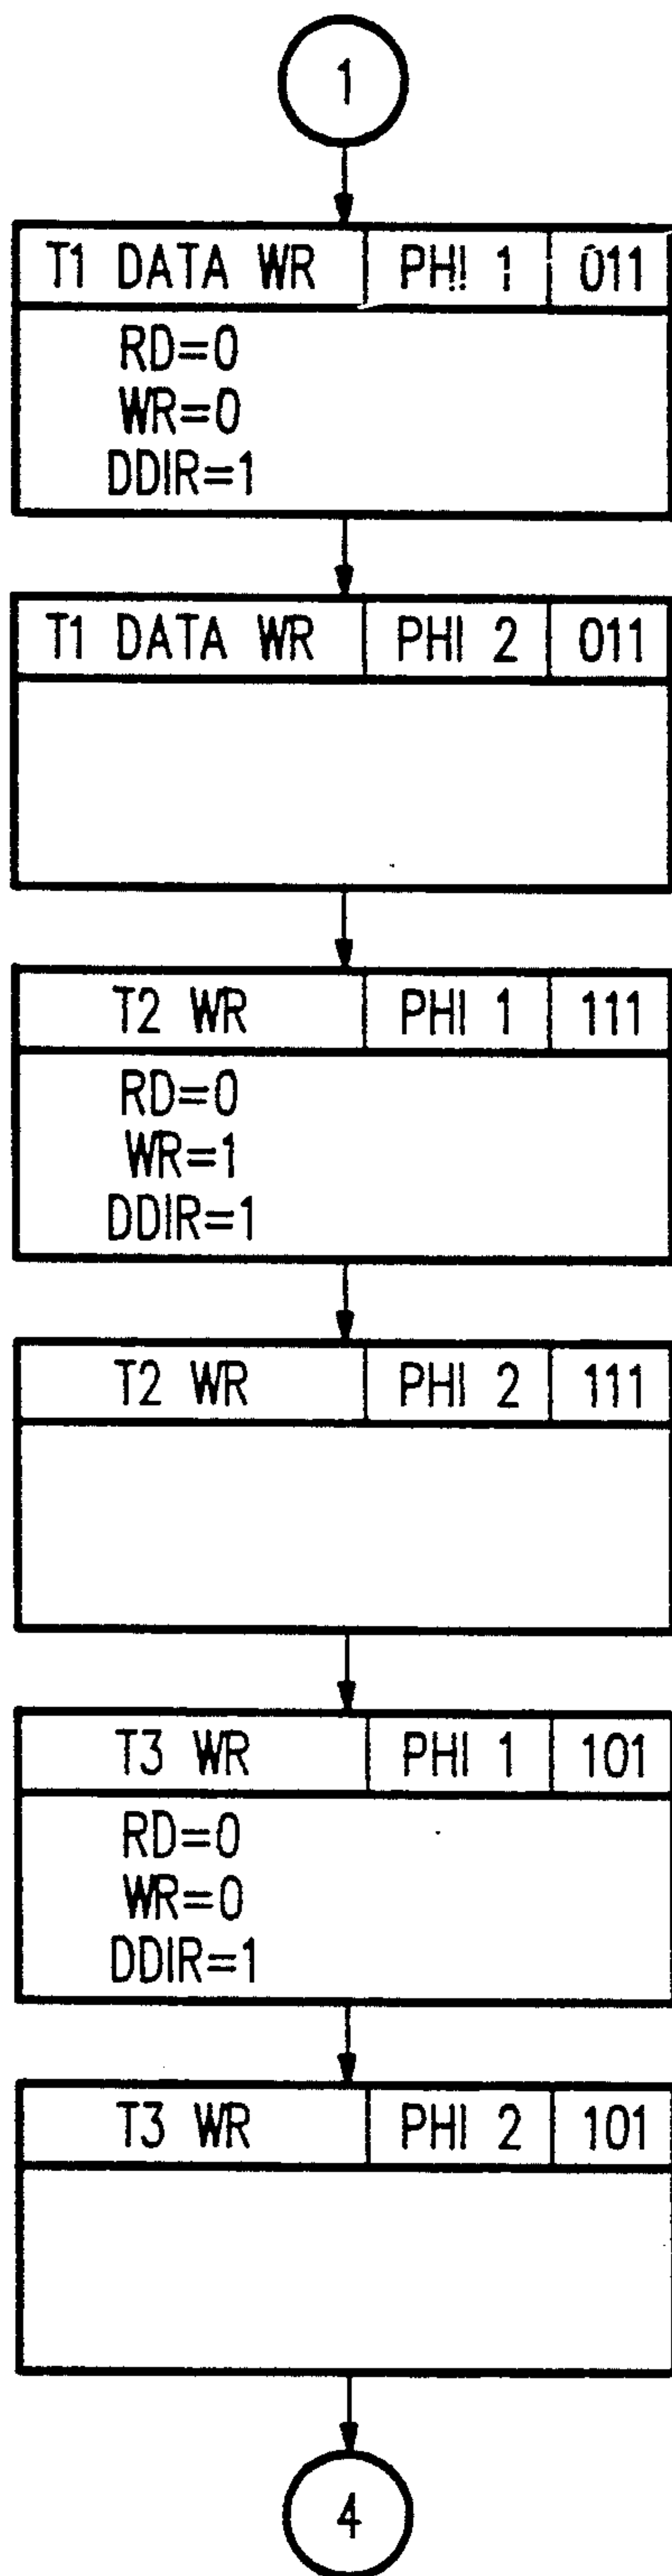 1
T1 DATA WR PHI 1 011
RD=0
WR=0
DDIR=1
T1 DATA WR PHI 2 011
T2 WR PHI 1 111
RD=0
WR=1
DDIR=1
T2 WR PHI 2 111
T3 WR PHI 1 101
RD=0
WR=0
DDIR=1
T3 WR PHI 2 101
4